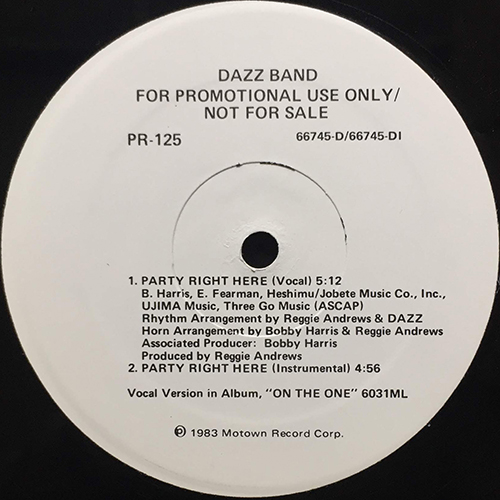 DAZZ BAND
FOR PROMOTIONAL USE ONLY/
NOT FOR SALE
PR-125 66745-D/66745-DI
1. PARTY RIGHT HERE (Vocal) 5:12
B. Harris, E. Fearman, Heshimu/Jobete Music Co., Inc.,
UJIMA Music, Three Go Music (ASCAP)
Rhythm Arrangement by Reggie Andrews & DAZZ
Horn Arrangement by Bobby Harris & Reggie Andrews
Associated Producer: Bobby Harris
Produced by Reggie Andrews
2. PARTY RIGHT HERE (Instrumental) 4:56
Vocal Version in Album, "ON THE ONE" 6031ML
℗ 1983 Motown Record Corp.